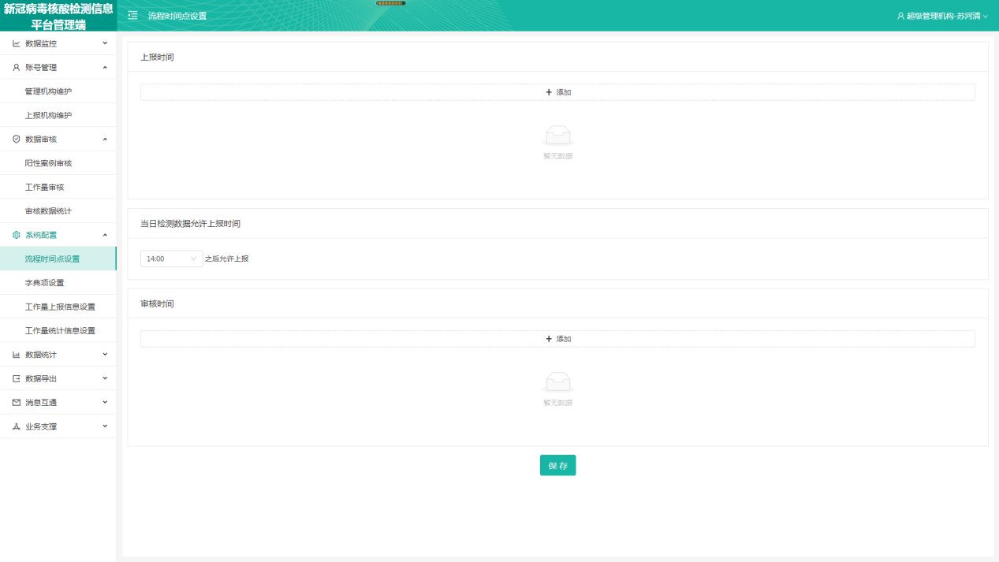 新冠病毒核酸检测信息
平台管理端
流程时间点设置
超级管理机构-苏河清
数据监控
账号管理
管理机构维护
上报机构维护
数据审核
阳性案例审核
工作量审核
审核数据统计
系统配置
流程时间点设置
字典项设置
工作量上报信息设置
工作量统计信息设置
数据统计
数据导出
消息互通
业务支撑
上报时间
+ 添加
暂无数据
当日检测数据允许上报时间
14:00 之后允许上报
审核时间
+ 添加
暂无数据
保存